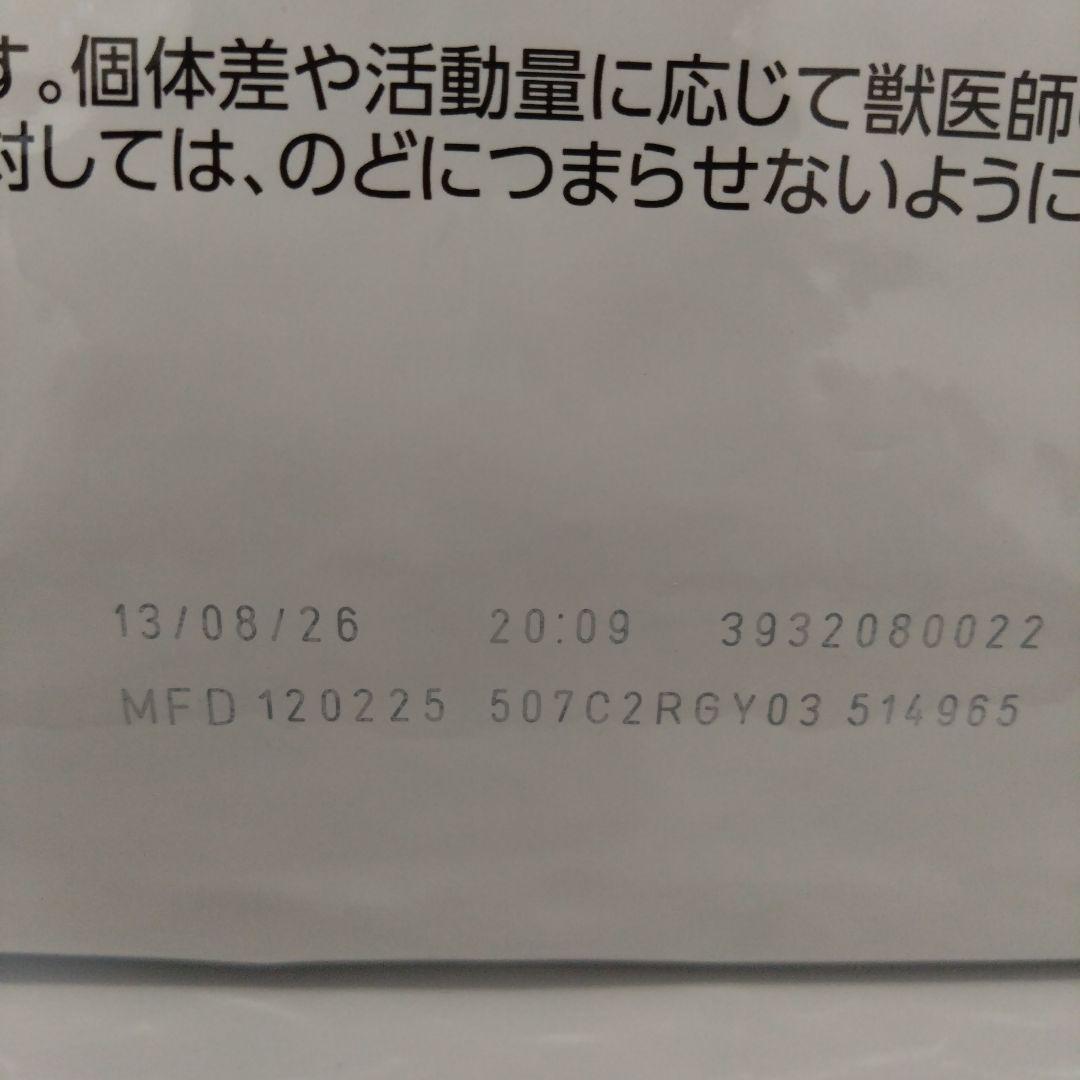 す。個体差や活動量に応じて獣医師
対しては、のどにつまらせないように
13/08/26 20:09 3932080022
MFD 120225 507C2RGY03 514965